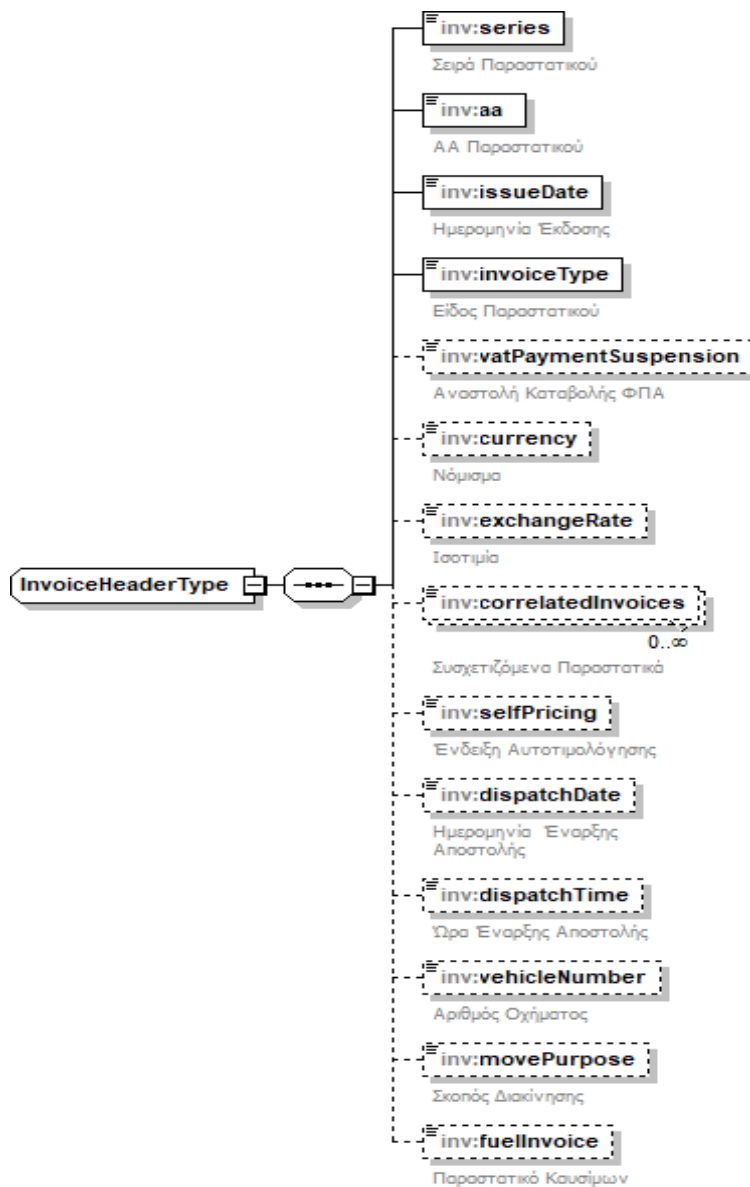 inv:series
Σειρά Παραστατικού
inv:aa
ΑΑ Παραστατικού
inv:issueDate
Ημερομηνία Έκδοσης
inv:invoiceType
Είδος Παραστατικού
inv:vatPaymentSuspension
Αναστολή Καταβολής ΦΠΑ
inv:currency
Νόμισμα
inv:exchangeRate
Ισοτιμία
InvoiceHeaderType
inv:correlatedInvoices
0..∞
Συσχετιζόμενα Παραστατικά
inv:selfPricing
Ένδειξη Αυτοτιμολόγησης
inv:dispatchDate
Ημερομηνία Έναρξης
Αποστολής
inv:dispatchTime
Ώρα Έναρξης Αποστολής
inv:vehicleNumber
Αριθμός Οχήματος
inv:movePurpose
Σκοπός Διακίνησης
inv:fuelInvoice
Παραστατικό Καυσίμων